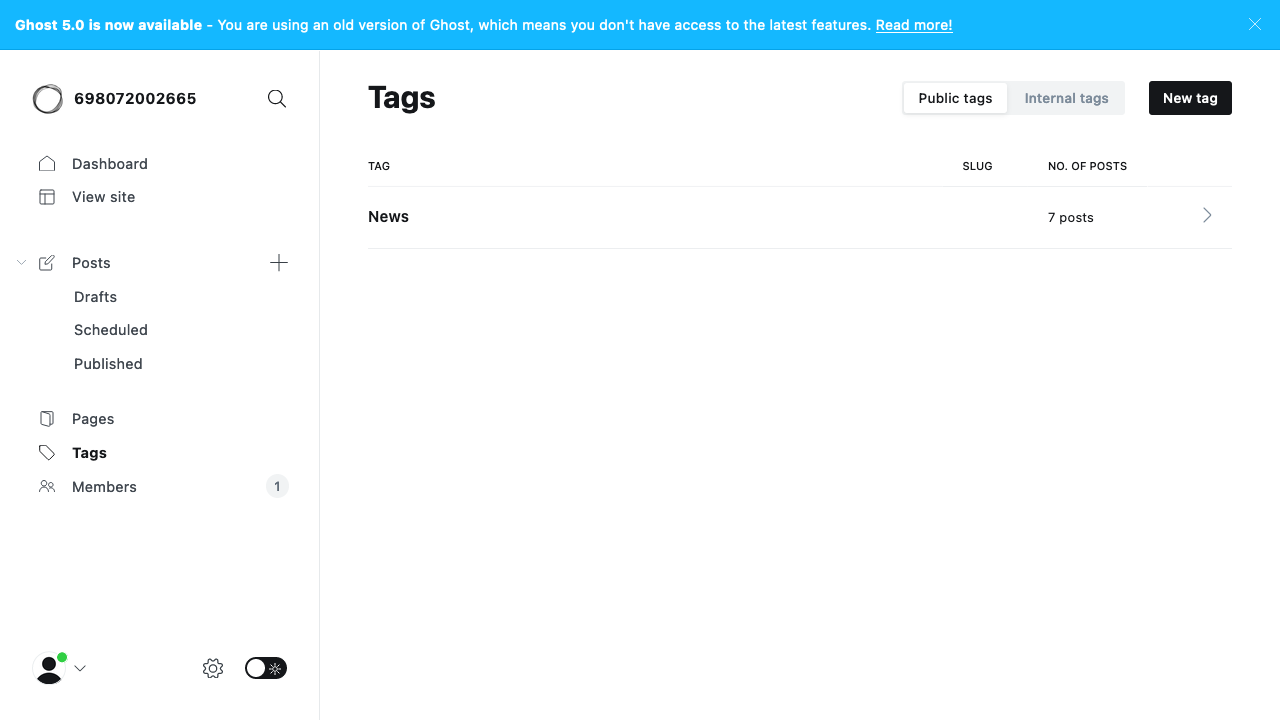 Ghost 5.0 is now available - You are using an old version of Ghost, which means you don't have access to the latest features. Read more!
698072002665
Dashboard
View site
Posts
Drafts
Scheduled
Published
Pages
Tags
Members
1
Tags
Public tags
Internal tags
New tag
TAG
SLUG
NO. OF POSTS
News
7 posts